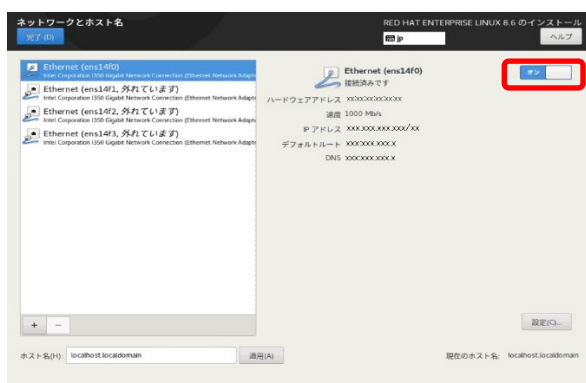 ネットワークとホスト名
RED HAT ENTERPRISE LINUX 8.6 のインストール
完了 (D)
jp
ヘルプ
Ethernet (ens14f0)
Intel Corporation I350 Gigabit Network Connection (Ethernet Network Adapte
Ethernet (ens14f1, 外れています)
Intel Corporation I350 Gigabit Network Connection (Ethernet Network Adapte
Ethernet (ens14f2, 外れています)
Intel Corporation I350 Gigabit Network Connection (Ethernet Network Adapte
Ethernet (ens14f3, 外れています)
Intel Corporation I350 Gigabit Network Connection (Ethernet Network Adapte
Ethernet (ens14f0)
接続済みです
オン
ハードウェアアドレス xx:xx:xx:xx:xx:xx
速度 1000 Mb/s
IP アドレス xxx.xxx.xxx.xxx/xx
デフォルトルート xxx.xxx.xxx.x
DNS xxx.xxx.xxx.x
+ −
設定(C)...
ホスト名(H): localhost.localdomain 適用(A) 現在のホスト名: localhost.localdomain